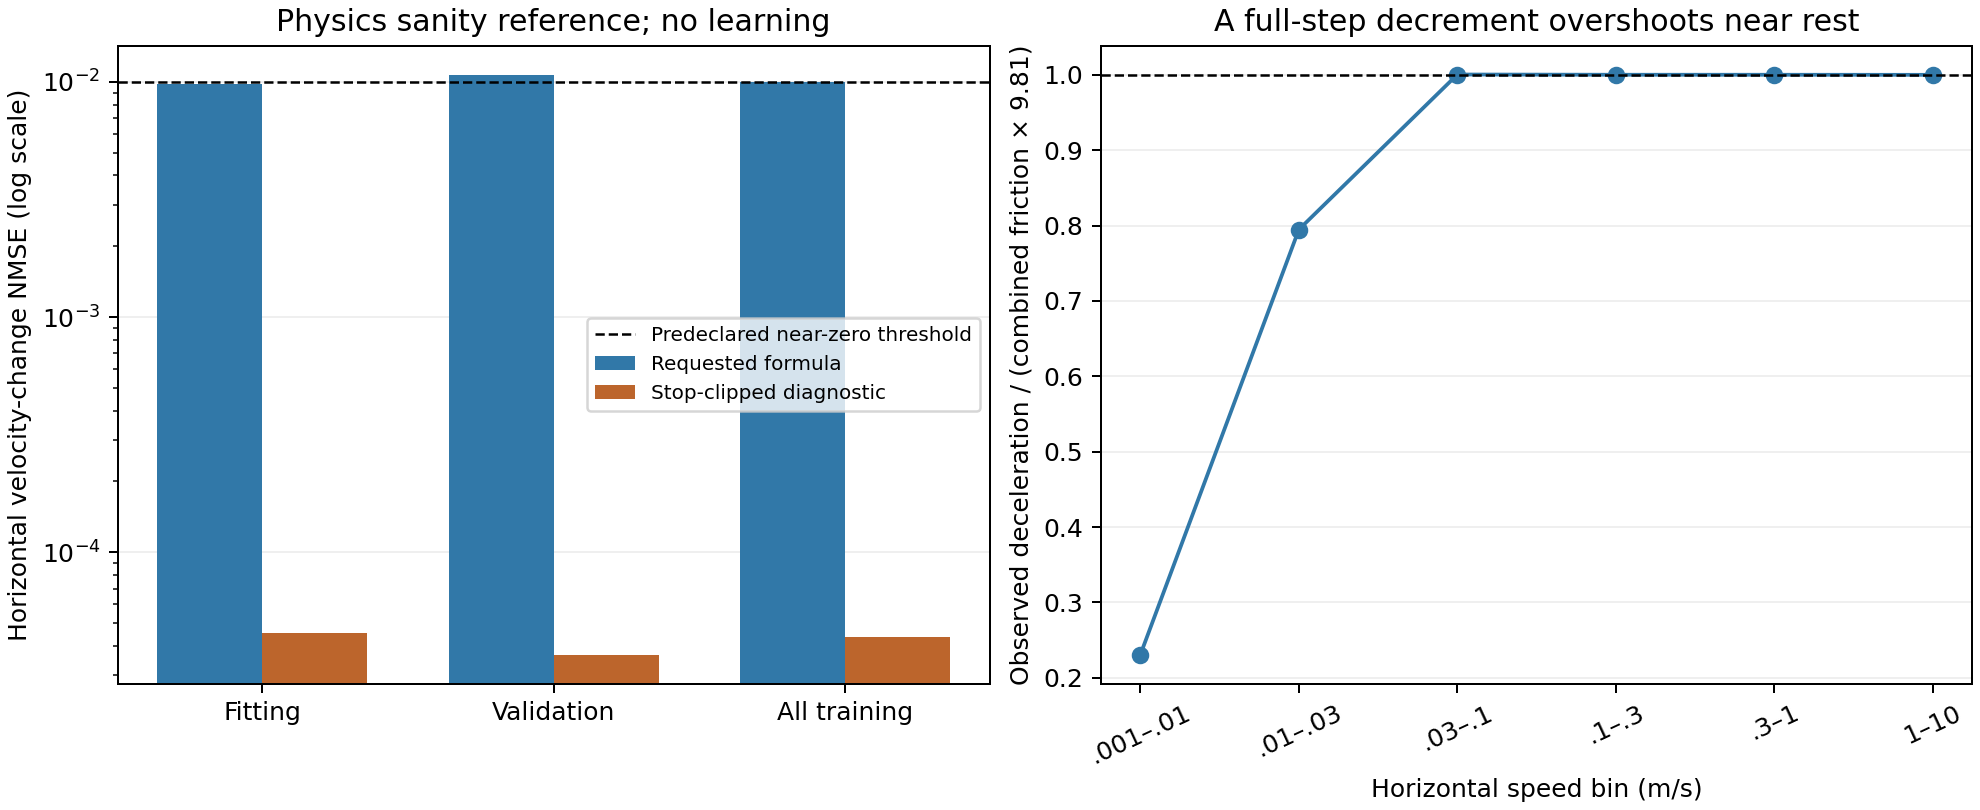 Physics sanity reference; no learning
Horizontal velocity-change NMSE (log scale)
10⁻²
10⁻³
10⁻⁴
Predeclared near-zero threshold
Requested formula
Stop-clipped diagnostic
Fitting
Validation
All training
A full-step decrement overshoots near rest
Observed deceleration / (combined friction × 9.81)
1.0
0.9
0.8
0.7
0.6
0.5
0.4
0.3
0.2
.001–.01
.01–.03
.03–.1
.1–.3
.3–1
1–10
Horizontal speed bin (m/s)